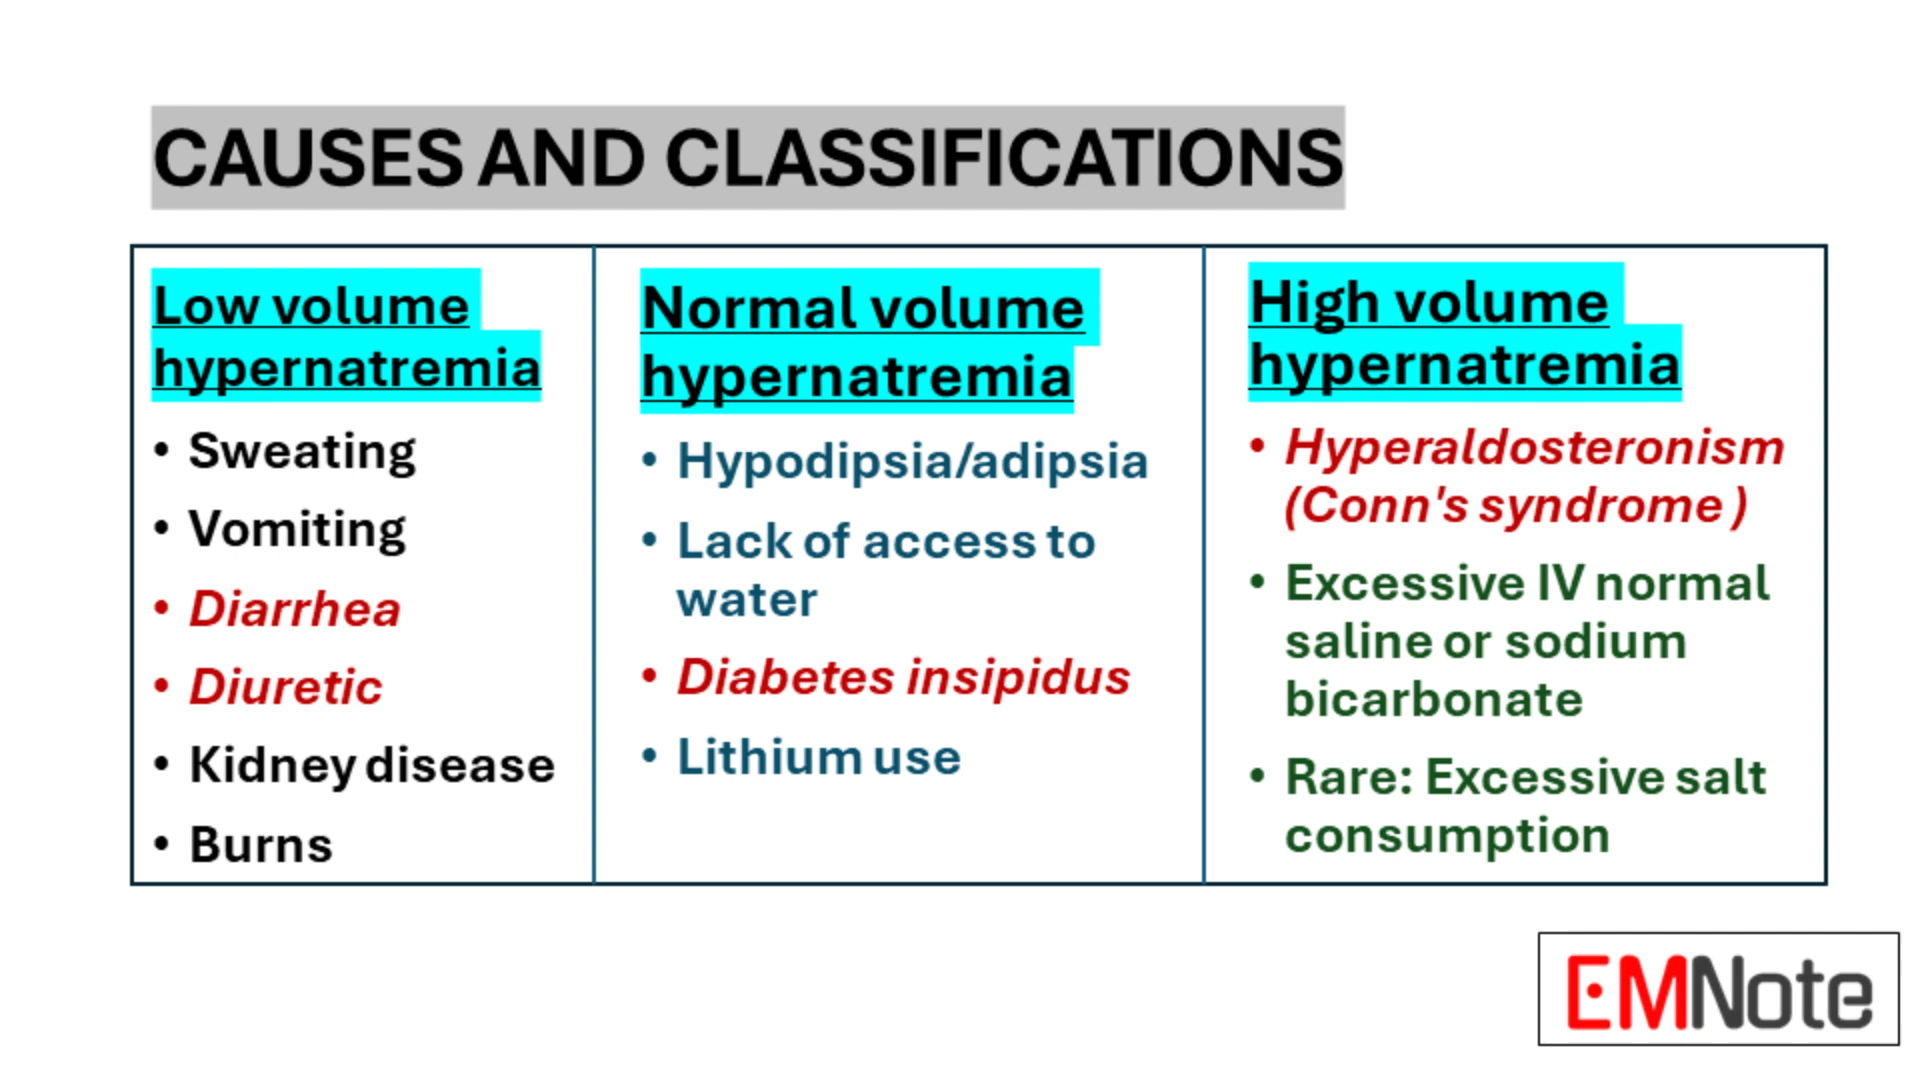 CAUSES AND CLASSIFICATIONS
Low volume
hypernatremia
• Sweating
• Vomiting
• Diarrhea
• Diuretic
• Kidney disease
• Burns
Normal volume
hypernatremia
• Hypodipsia/adipsia
• Lack of access to
water
• Diabetes insipidus
• Lithium use
High volume
hypernatremia
• Hyperaldosteronism
(Conn's syndrome )
• Excessive IV normal
saline or sodium
bicarbonate
• Rare: Excessive salt
consumption
EMNote